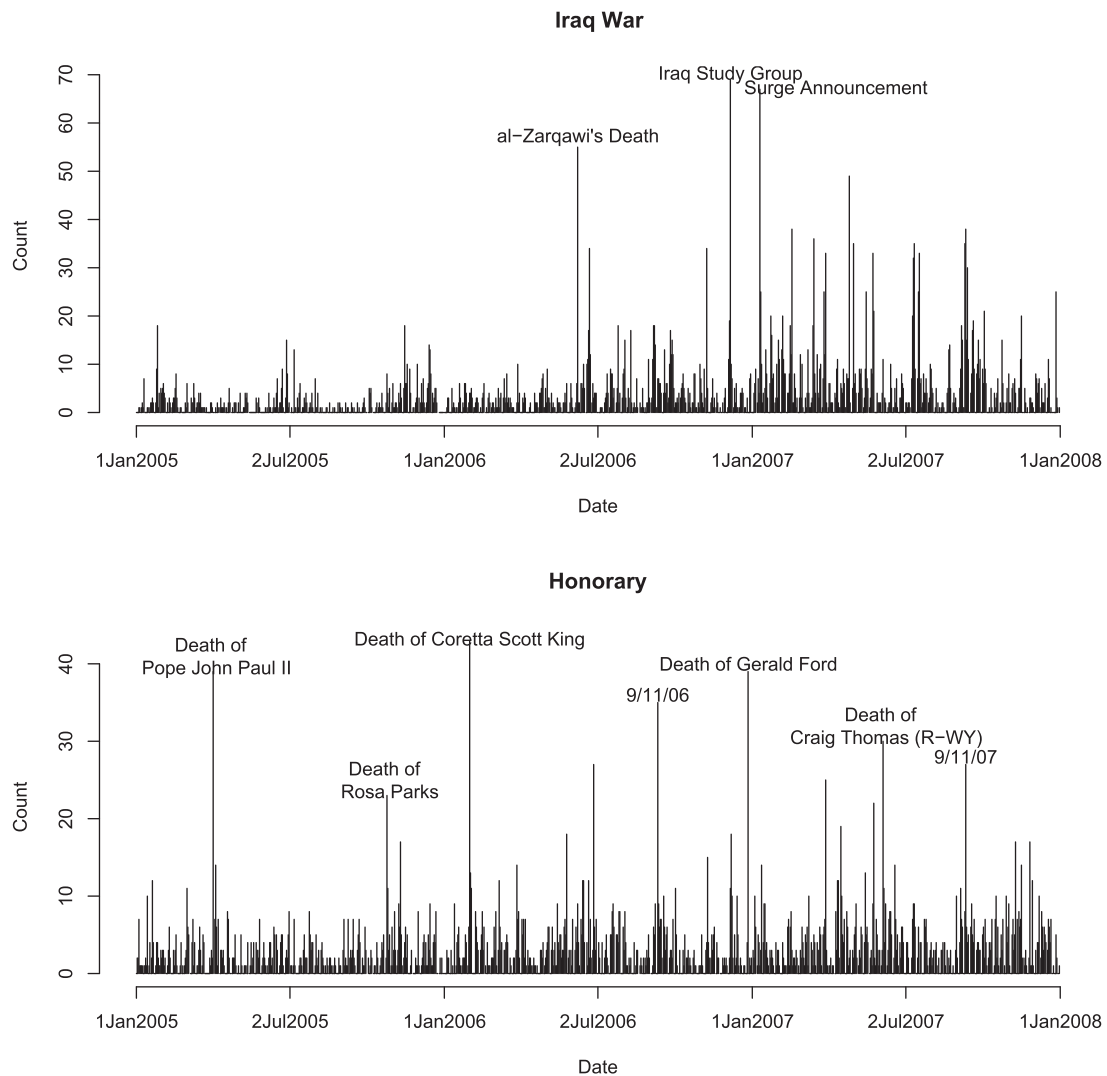 Iraq War
Count
70
60
50
40
30
20
10
0
Iraq Study Group
Surge Announcement
al−Zarqawi's Death
1Jan2005
2Jul2005
1Jan2006
2Jul2006
1Jan2007
2Jul2007
1Jan2008
Date
Honorary
Count
40
30
20
10
0
Death of
Pope John Paul II
Death of Coretta Scott King
Death of Gerald Ford
9/11/06
Death of
Craig Thomas (R−WY)
9/11/07
Death of
Rosa Parks
1Jan2005
2Jul2005
1Jan2006
2Jul2006
1Jan2007
2Jul2007
1Jan2008
Date